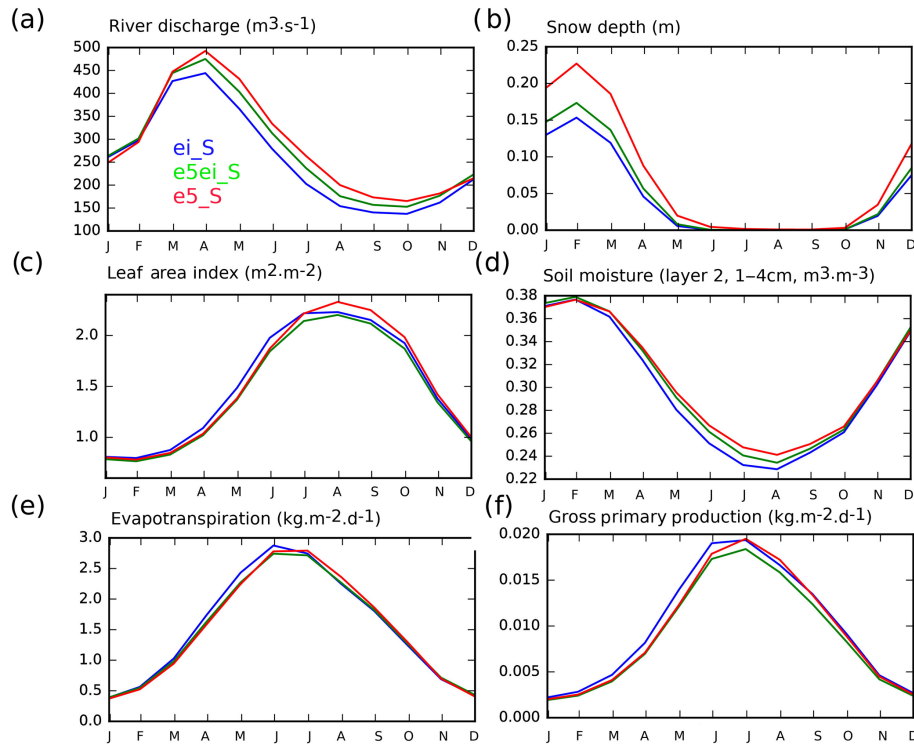 (a)
River discharge (m3.s-1)
500
450
400
350
300
250
200
150
100
ei_S
e5ei_S
e5_S
J F M A M J J A S O N D
(b)
Snow depth (m)
0.25
0.20
0.15
0.10
0.05
0.00
J F M A M J J A S O N D
(c)
Leaf area index (m2.m-2)
2.0
1.5
1.0
J F M A M J J A S O N D
(d)
Soil moisture (layer 2, 1–4cm, m3.m-3)
0.38
0.36
0.34
0.32
0.30
0.28
0.26
0.24
0.22
J F M A M J J A S O N D
(e)
Evapotranspiration (kg.m-2.d-1)
3.0
2.5
2.0
1.5
1.0
0.5
0.0
J F M A M J J A S O N D
(f)
Gross primary production (kg.m-2.d-1)
0.020
0.015
0.010
0.005
0.000
J F M A M J J A S O N D